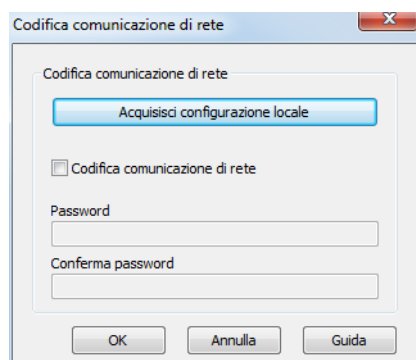 Codifica comunicazione di rete
Codifica comunicazione di rete
Acquisisci configurazione locale
Codifica comunicazione di rete
Password
Conferma password
OK Annulla Guida